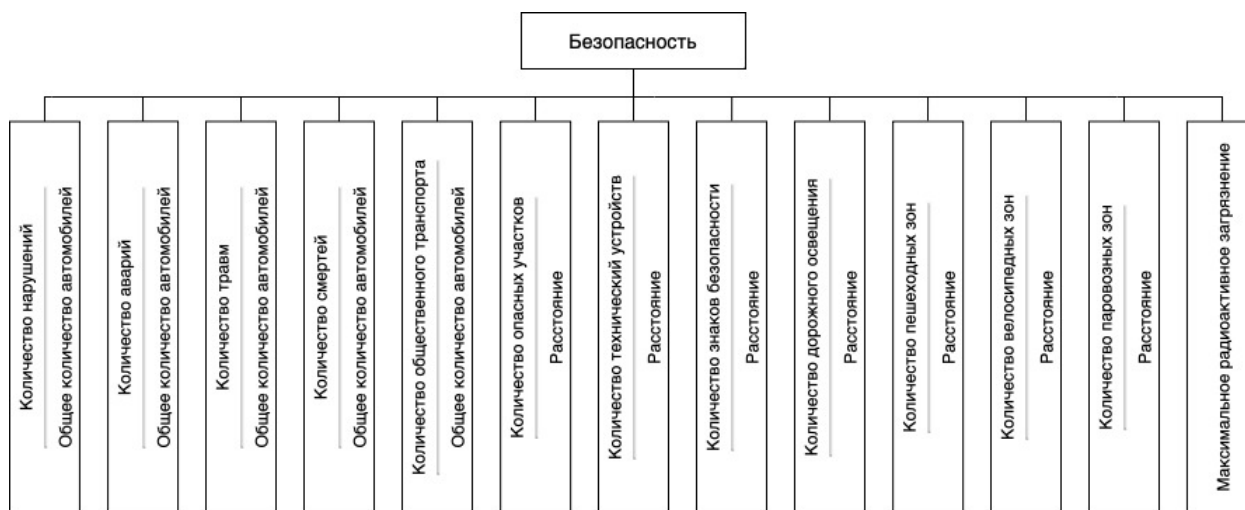 Безопасность
Количество нарушений
Общее количество автомобилей
Количество аварий
Общее количество автомобилей
Количество травм
Общее количество автомобилей
Количество смертей
Общее количество автомобилей
Количество общественного транспорта
Общее количество автомобилей
Количество опасных участков
Расстояние
Количество технический устройств
Расстояние
Количество знаков безопасности
Расстояние
Количество дорожного освещения
Расстояние
Количество пешеходных зон
Расстояние
Количество велосипедных зон
Расстояние
Количество паровозных зон
Расстояние
Максимальное радиоактивное загрязнение